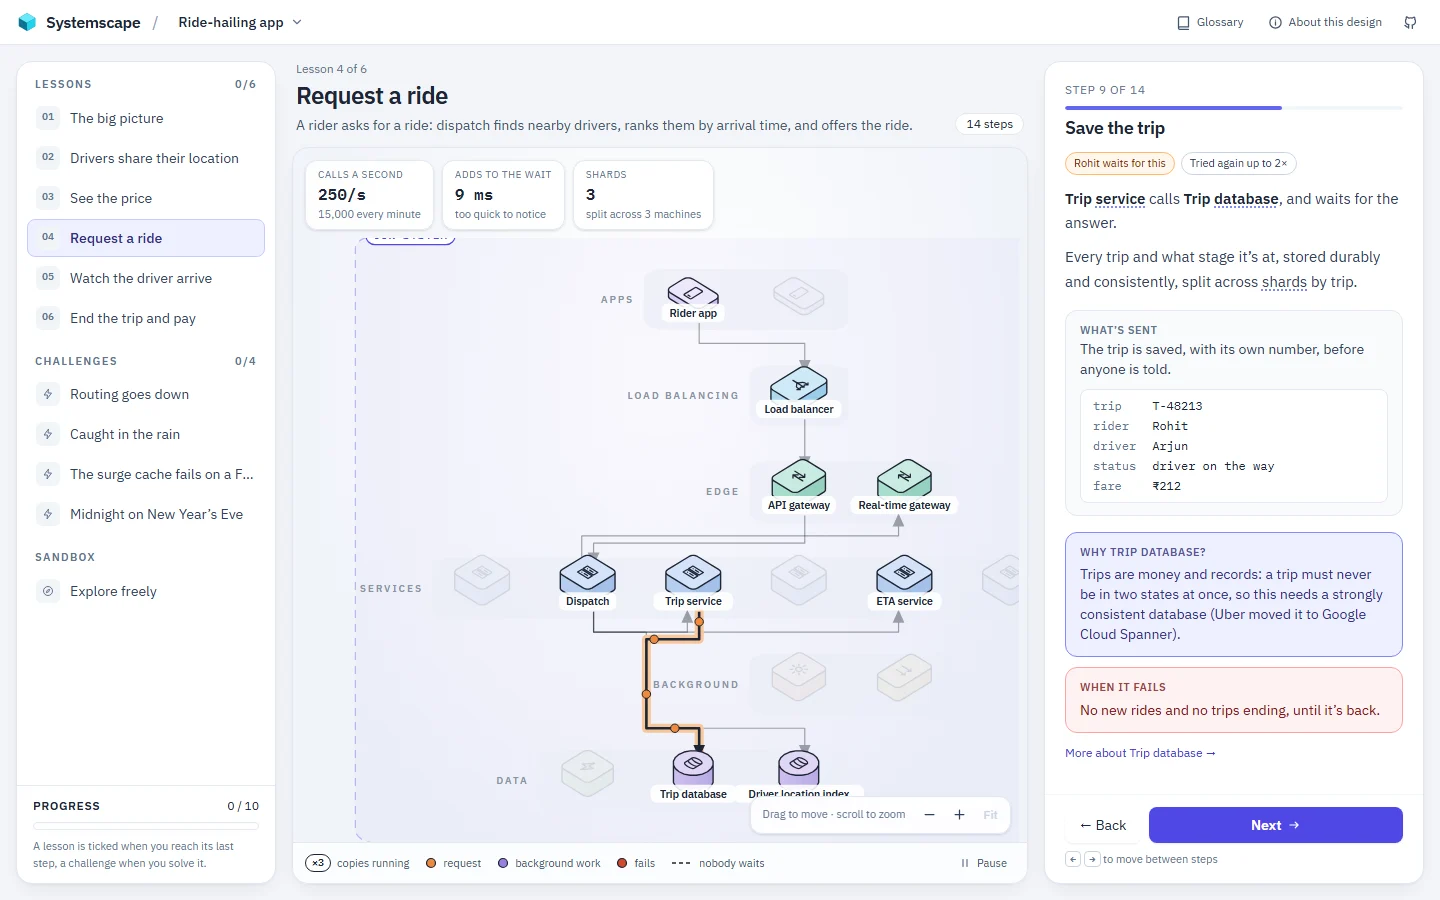 Systemscape / Ride-hailing app
Glossary
About this design
LESSONS 0/6
01 The big picture
02 Drivers share their location
03 See the price
04 Request a ride
05 Watch the driver arrive
06 End the trip and pay
CHALLENGES 0/4
Routing goes down
Caught in the rain
The surge cache fails on a F...
Midnight on New Year's Eve
SANDBOX
Explore freely
PROGRESS 0 / 10
A lesson is ticked when you reach its last
step, a challenge when you solve it.
Lesson 4 of 6
Request a ride
A rider asks for a ride: dispatch finds nearby drivers, ranks them by arrival time, and offers the ride.
14 steps
CALLS A SECOND
250/s
15,000 every minute
ADDS TO THE WAIT
9 ms
too quick to notice
SHARDS
3
split across 3 machines
APPS
Rider app
LOAD BALANCING
Load balancer
EDGE
API gateway
Real-time gateway
SERVICES
Dispatch
Trip service
ETA service
BACKGROUND
DATA
Trip database
Driver location index
Drag to move · scroll to zoom
Fit
×3 copies running
request
background work
fails
nobody waits
Pause
STEP 9 OF 14
Save the trip
Rohit waits for this
Tried again up to 2×
Trip service calls Trip database, and waits for the
answer.
Every trip and what stage it's at, stored durably
and consistently, split across shards by trip.
WHAT'S SENT
The trip is saved, with its own number, before
anyone is told.
trip T-48213
rider Rohit
driver Arjun
status driver on the way
fare ₹212
WHY TRIP DATABASE?
Trips are money and records: a trip must never
be in two states at once, so this needs a strongly
consistent database (Uber moved it to Google
Cloud Spanner).
WHEN IT FAILS
No new rides and no trips ending, until it's back.
More about Trip database →
← Back
Next →
← → to move between steps